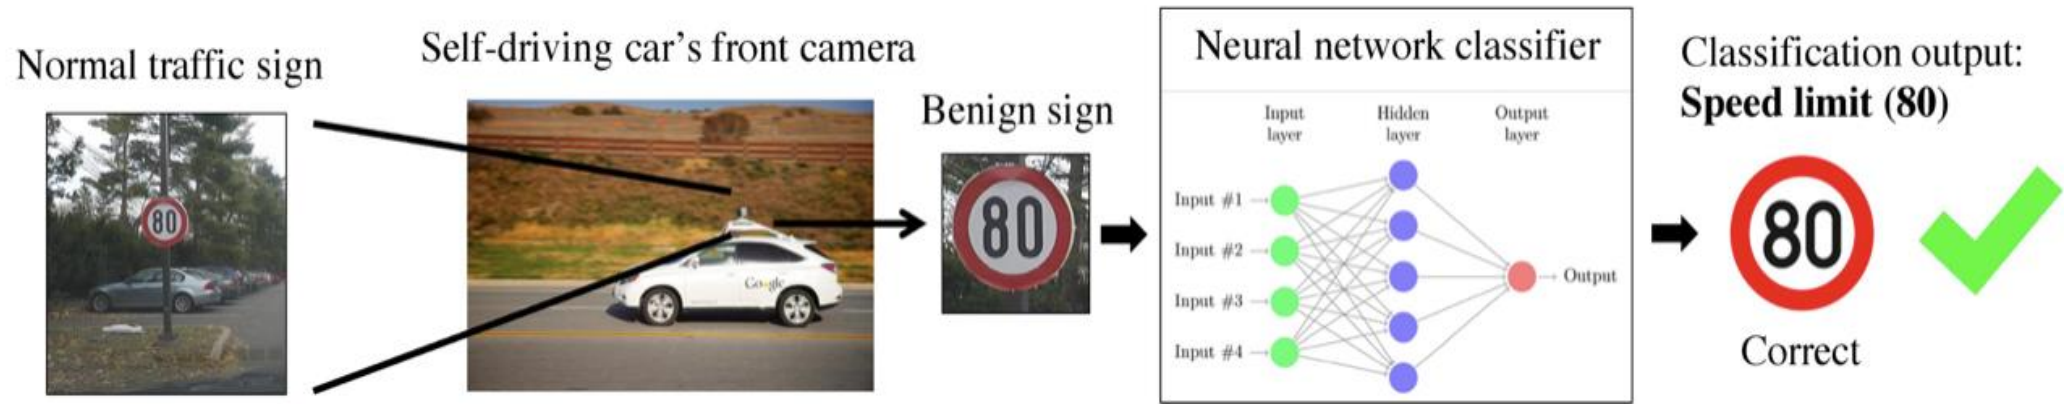 Normal traffic sign
80
Self-driving car's front camera
Google
Benign sign
80
Neural network classifier
Input
layer
Hidden
layer
Output
layer
Input #1
Input #2
Input #3
Input #4
Output
Classification output:
Speed limit (80)
80
Correct